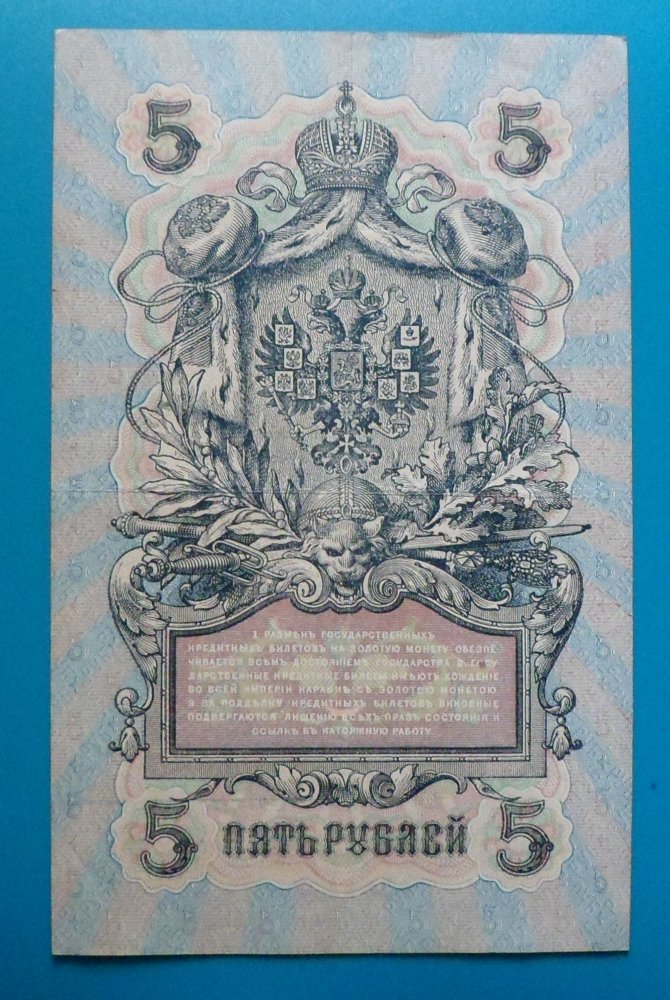 5 5
1. РАЗМѢНЪ ГОСУДАРСТВЕННЫХЪ
КРЕДИТНЫХЪ БИЛЕТОВЪ НА ЗОЛОТУЮ МОНЕТУ ОБЕЗПЕ-
ЧИВАЕТСЯ ВСѢМЪ ДОСТОЯНІЕМЪ ГОСУДАРСТВА. 2. ГОСУ-
ДАРСТВЕННЫЕ КРЕДИТНЫЕ БИЛЕТЫ ИМѢЮТЪ ХОЖДЕНІЕ
ВО ВСЕЙ ИМПЕРІИ НАРАВНѢ СЪ ЗОЛОТОЮ МОНЕТОЮ.
3. ЗА ПОДДѢЛКУ КРЕДИТНЫХЪ БИЛЕТОВЪ ВИНОВНЫЕ
ПОДВЕРГАЮТСЯ ЛИШЕНІЮ ВСѢХЪ ПРАВЪ СОСТОЯНІЯ И
ССЫЛКѢ ВЪ КАТОРЖНУЮ РАБОТУ.
5 ПЯТЬ РУБЛЕЙ 5